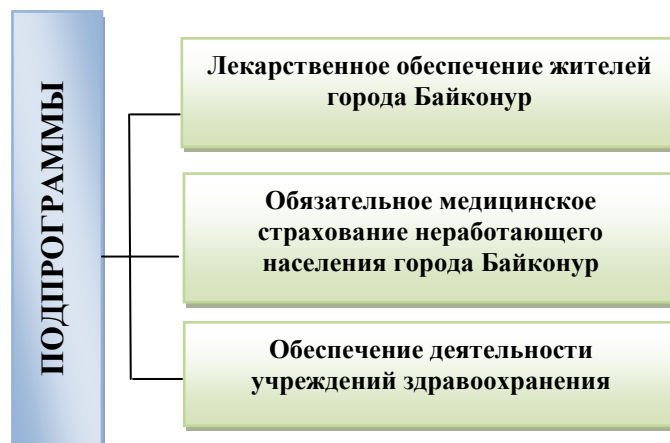 ПОДПРОГРАММЫ
Лекарственное обеспечение жителей
города Байконур
Обязательное медицинское
страхование неработающего
населения города Байконур
Обеспечение деятельности
учреждений здравоохранения